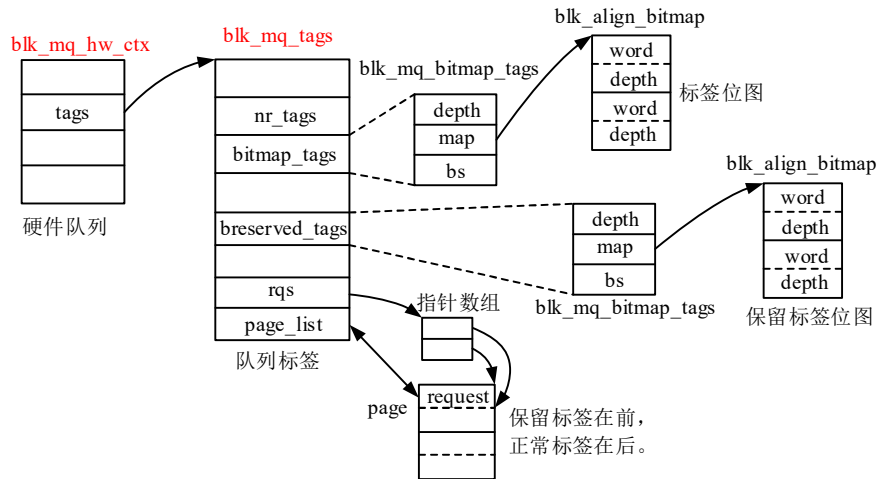 blk_mq_hw_ctx
tags
硬件队列
blk_mq_tags
nr_tags
bitmap_tags
breserved_tags
rqs
page_list
队列标签
blk_mq_bitmap_tags
depth
map
bs
blk_align_bitmap
word
depth
word
depth
标签位图
depth
map
bs
blk_mq_bitmap_tags
blk_align_bitmap
word
depth
word
depth
保留标签位图
指针数组
page
request
保留标签在前，
正常标签在后。